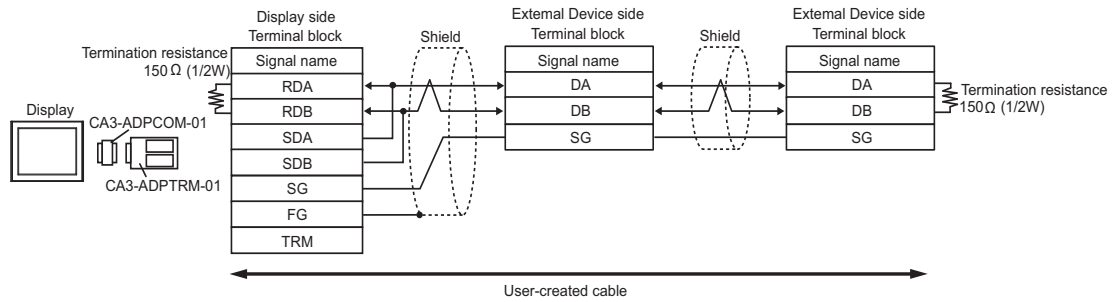 Display side
Terminal block
Shield
External Device side
Terminal block
Shield
External Device side
Terminal block
Termination resistance
150 Ω (1/2W)
Signal name
RDA
RDB
SDA
SDB
SG
FG
TRM
Signal name
DA
DB
SG
Signal name
DA
DB
SG
Termination resistance
150Ω (1/2W)
Display
CA3-ADPCOM-01
CA3-ADPTRM-01
User-created cable